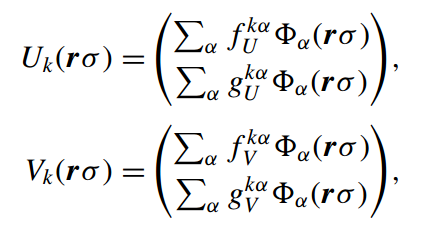 U_k(rσ) = (∑_α f_U^{kα} Φ_α(rσ)
∑_α g_U^{kα} Φ_α(rσ)),
V_k(rσ) = (∑_α f_V^{kα} Φ_α(rσ)
∑_α g_V^{kα} Φ_α(rσ)),